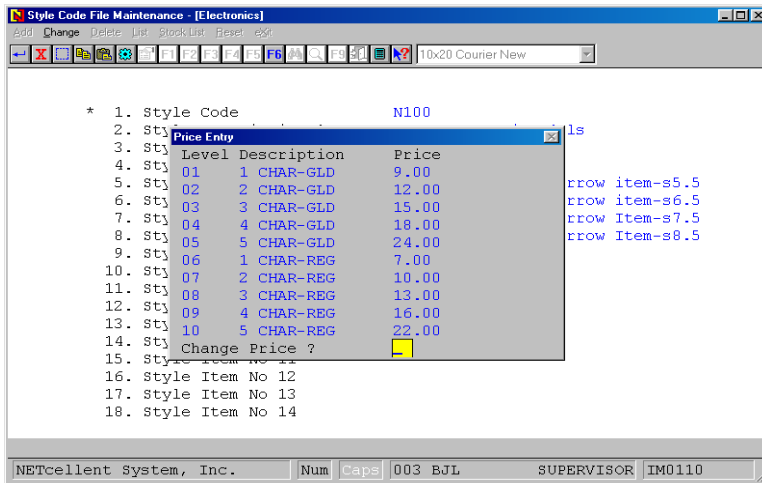 Style Code File Maintenance - [Electronics]
Add Change Delete List Stock List Reset eXit
X F1 F2 F3 F4 F5 F6 F9 10x20 Courier New
* 1. Style Code N100
2. Sty ls
Price Entry
3. Sty
Level Description Price
4. Sty
01 1 CHAR-GLD 9.00
5. Sty rrow item-s5.5
02 2 CHAR-GLD 12.00
6. Sty rrow item-s6.5
03 3 CHAR-GLD 15.00
7. Sty rrow Item-s7.5
04 4 CHAR-GLD 18.00
8. Sty rrow Item-s8.5
05 5 CHAR-GLD 24.00
9. Sty
06 1 CHAR-REG 7.00
10. Sty
07 2 CHAR-REG 10.00
11. Sty
08 3 CHAR-REG 13.00
12. Sty
09 4 CHAR-REG 16.00
13. Sty
10 5 CHAR-REG 22.00
14. Sty
Change Price ?
15. Style Item No 11
16. Style Item No 12
17. Style Item No 13
18. Style Item No 14
NETcellent System, Inc. Num Caps 003 BJL SUPERVISOR IM0110